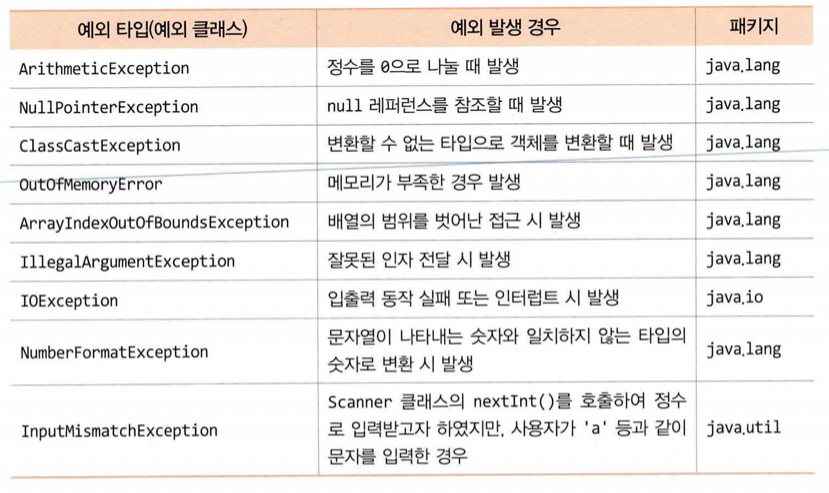 예외 타입(예외 클래스) 예외 발생 경우 패키지
ArithmeticException 정수를 0으로 나눌 때 발생 java.lang
NullPointerException null 레퍼런스를 참조할 때 발생 java.lang
ClassCastException 변환할 수 없는 타입으로 객체를 변환할 때 발생 java.lang
OutOfMemoryError 메모리가 부족한 경우 발생 java.lang
ArrayIndexOutOfBoundsException 배열의 범위를 벗어난 접근 시 발생 java.lang
IllegalArgumentException 잘못된 인자 전달 시 발생 java.lang
IOException 입출력 동작 실패 또는 인터럽트 시 발생 java.io
NumberFormatException 문자열이 나타내는 숫자와 일치하지 않는 타입의
숫자로 변환 시 발생 java.lang
InputMismatchException Scanner 클래스의 nextInt()를 호출하여 정수
로 입력받고자 하였지만, 사용자가 'a' 등과 같이
문자를 입력한 경우 java.util